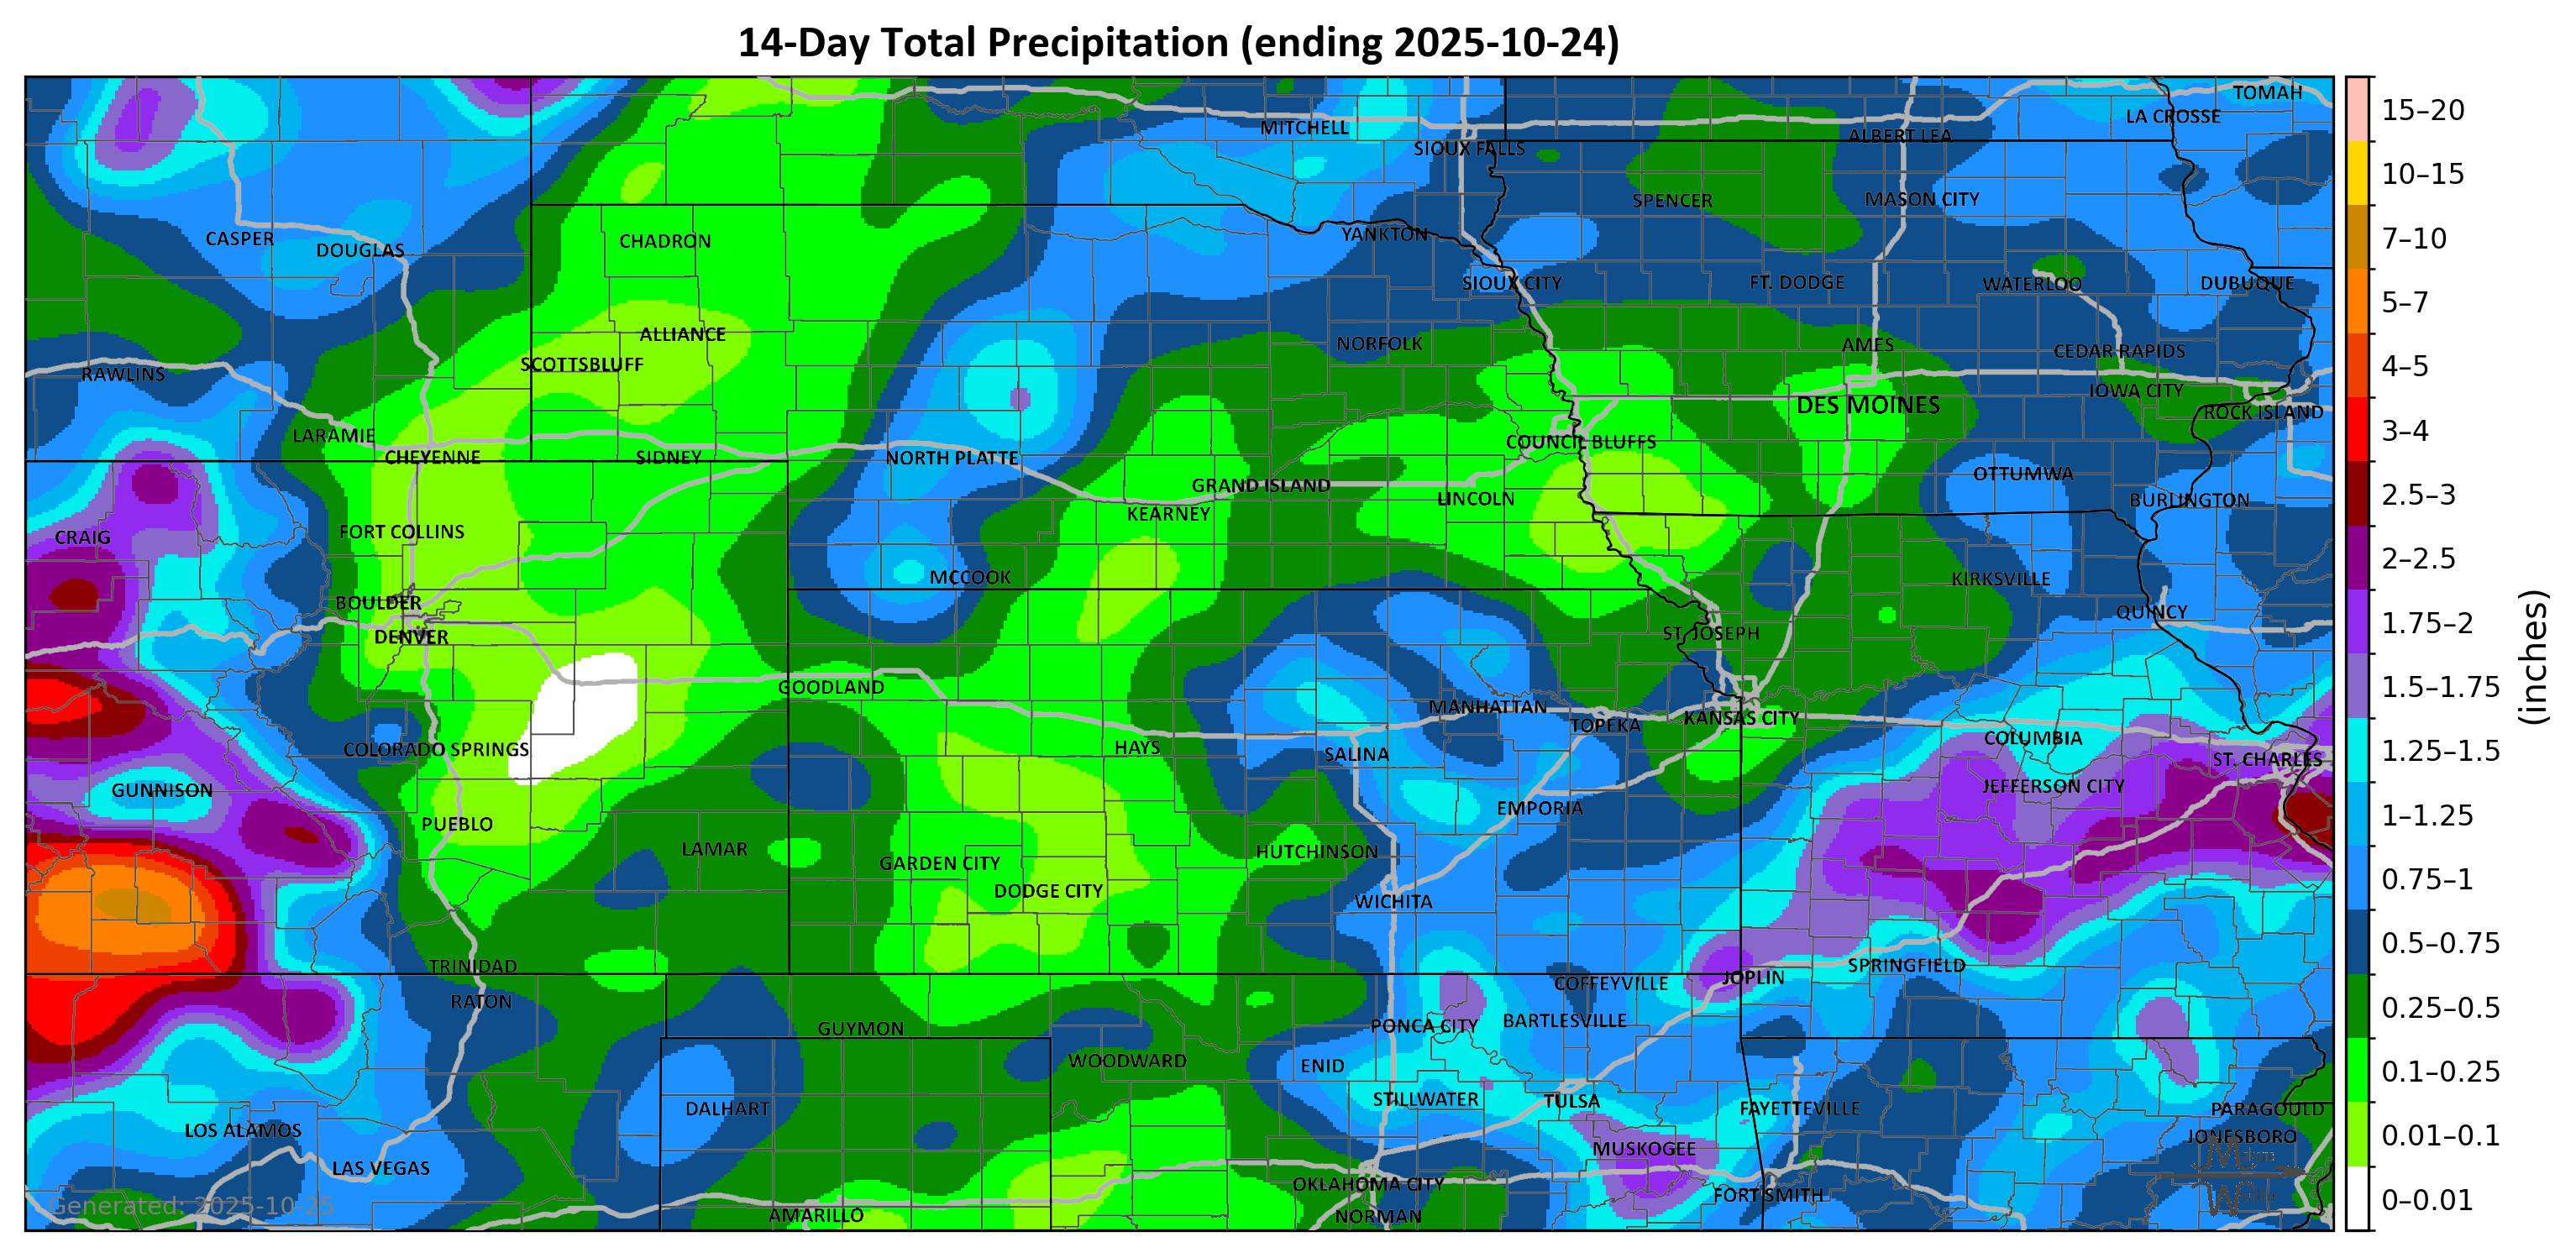 14-Day Total Precipitation (ending 2025-10-24)
TOMAH
LA CROSSE
MITCHELL
ALBERT LEA
SIOUX FALLS
SPENCER
MASON CITY
YANKTON
CASPER
DOUGLAS
CHADRON
SIOUX CITY
FT. DODGE
WATERLOO
DUBUQUE
ALLIANCE
NORFOLK
AMES
CEDAR RAPIDS
SCOTTSBLUFF
RAWLINS
IOWA CITY
DES MOINES
ROCK ISLAND
LARAMIE
COUNCIL BLUFFS
CHEYENNE
SIDNEY
NORTH PLATTE
OTTUMWA
GRAND ISLAND
LINCOLN
BURLINGTON
KEARNEY
FORT COLLINS
CRAIG
MCCOOK
KIRKSVILLE
BOULDER
QUINCY
DENVER
ST. JOSEPH
GOODLAND
MANHATTAN
TOPEKA
KANSAS CITY
COLUMBIA
COLORADO SPRINGS
HAYS
SALINA
ST. CHARLES
GUNNISON
JEFFERSON CITY
EMPORIA
PUEBLO
LAMAR
GARDEN CITY
HUTCHINSON
DODGE CITY
WICHITA
TRINIDAD
SPRINGFIELD
JOPLIN
COFFEYVILLE
RATON
GUYMON
PONCA CITY
BARTLESVILLE
WOODWARD
ENID
STILLWATER
TULSA
DALHART
FAYETTEVILLE
PARAGOULD
LOS ALAMOS
JONESBORO
MUSKOGEE
LAS VEGAS
OKLAHOMA CITY
FORT SMITH
AMARILLO
NORMAN
Generated: 2025-10-25
15–20
10–15
7–10
5–7
4–5
3–4
2.5–3
2–2.5
1.75–2
1.5–1.75
1.25–1.5
1–1.25
0.75–1
0.5–0.75
0.25–0.5
0.1–0.25
0.01–0.1
0–0.01
(inches)